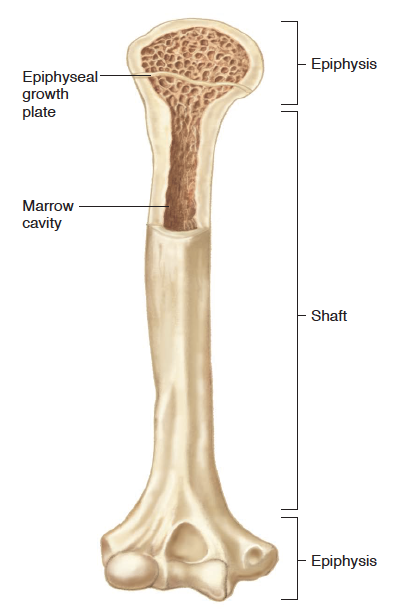 Epiphysis
Epiphyseal
growth
plate
Marrow
cavity
Shaft
Epiphysis